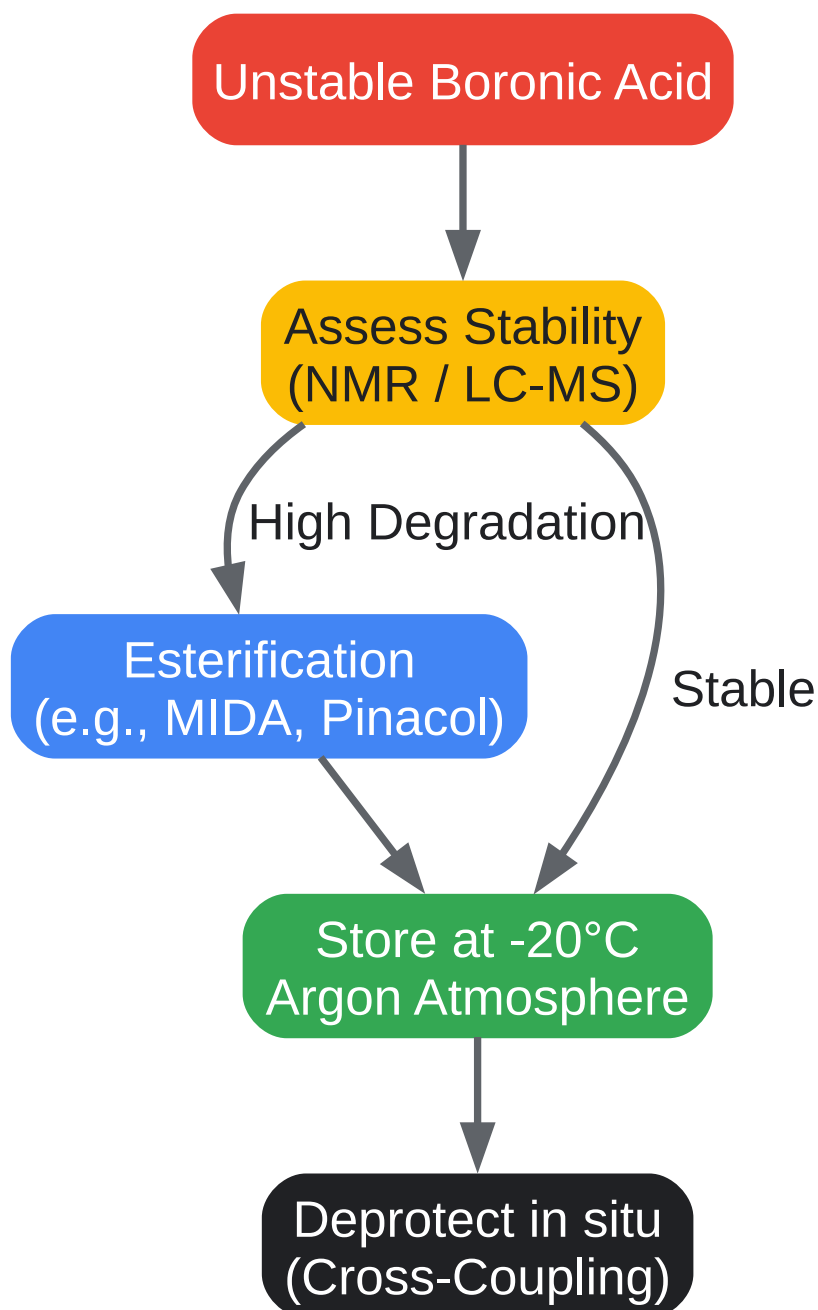 Unstable Boronic Acid
Assess Stability
(NMR / LC-MS)
High Degradation
Esterification
(e.g., MIDA, Pinacol)
Stable
Store at -20°C
Argon Atmosphere
Deprotect in situ
(Cross-Coupling)